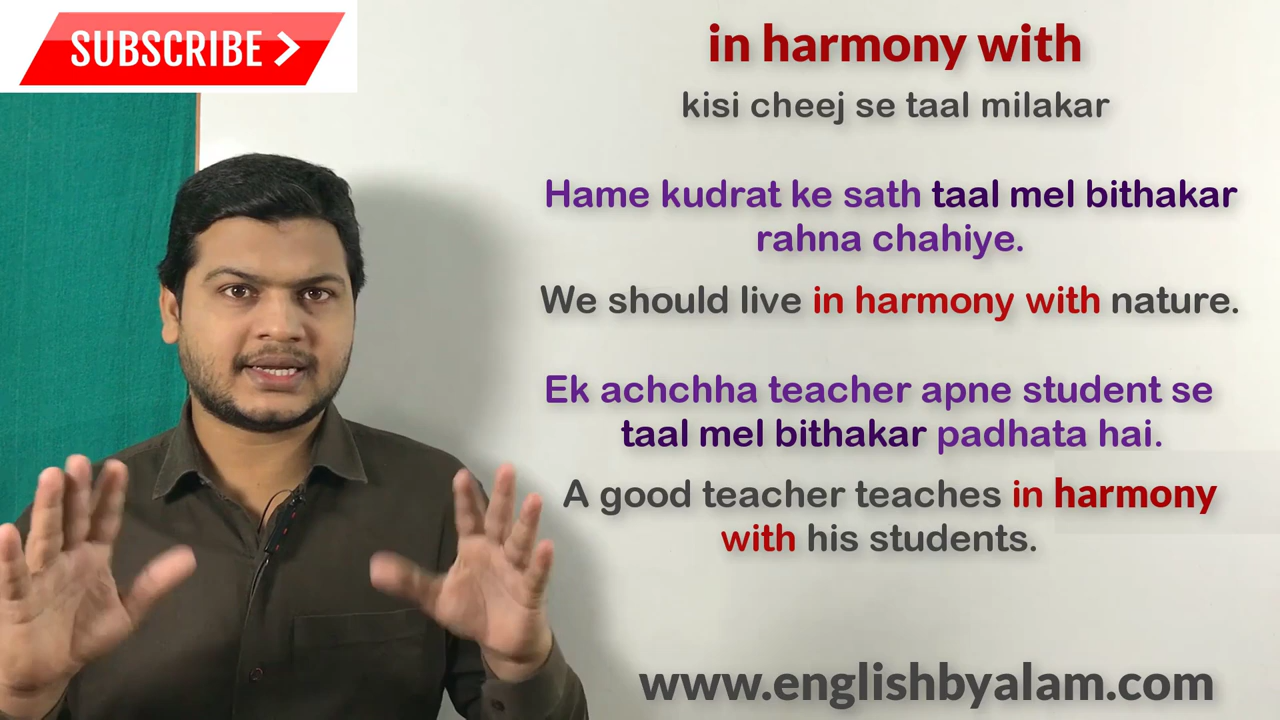 SUBSCRIBE
in harmony with
kisi cheej se taal milakar
Hame kudrat ke sath taal mel bithakar
rahna chahiye.
We should live in harmony with nature.
Ek achchha teacher apne student se
taal mel bithakar padhata hai.
A good teacher teaches in harmony
with his students.
www.englishbyalam.com